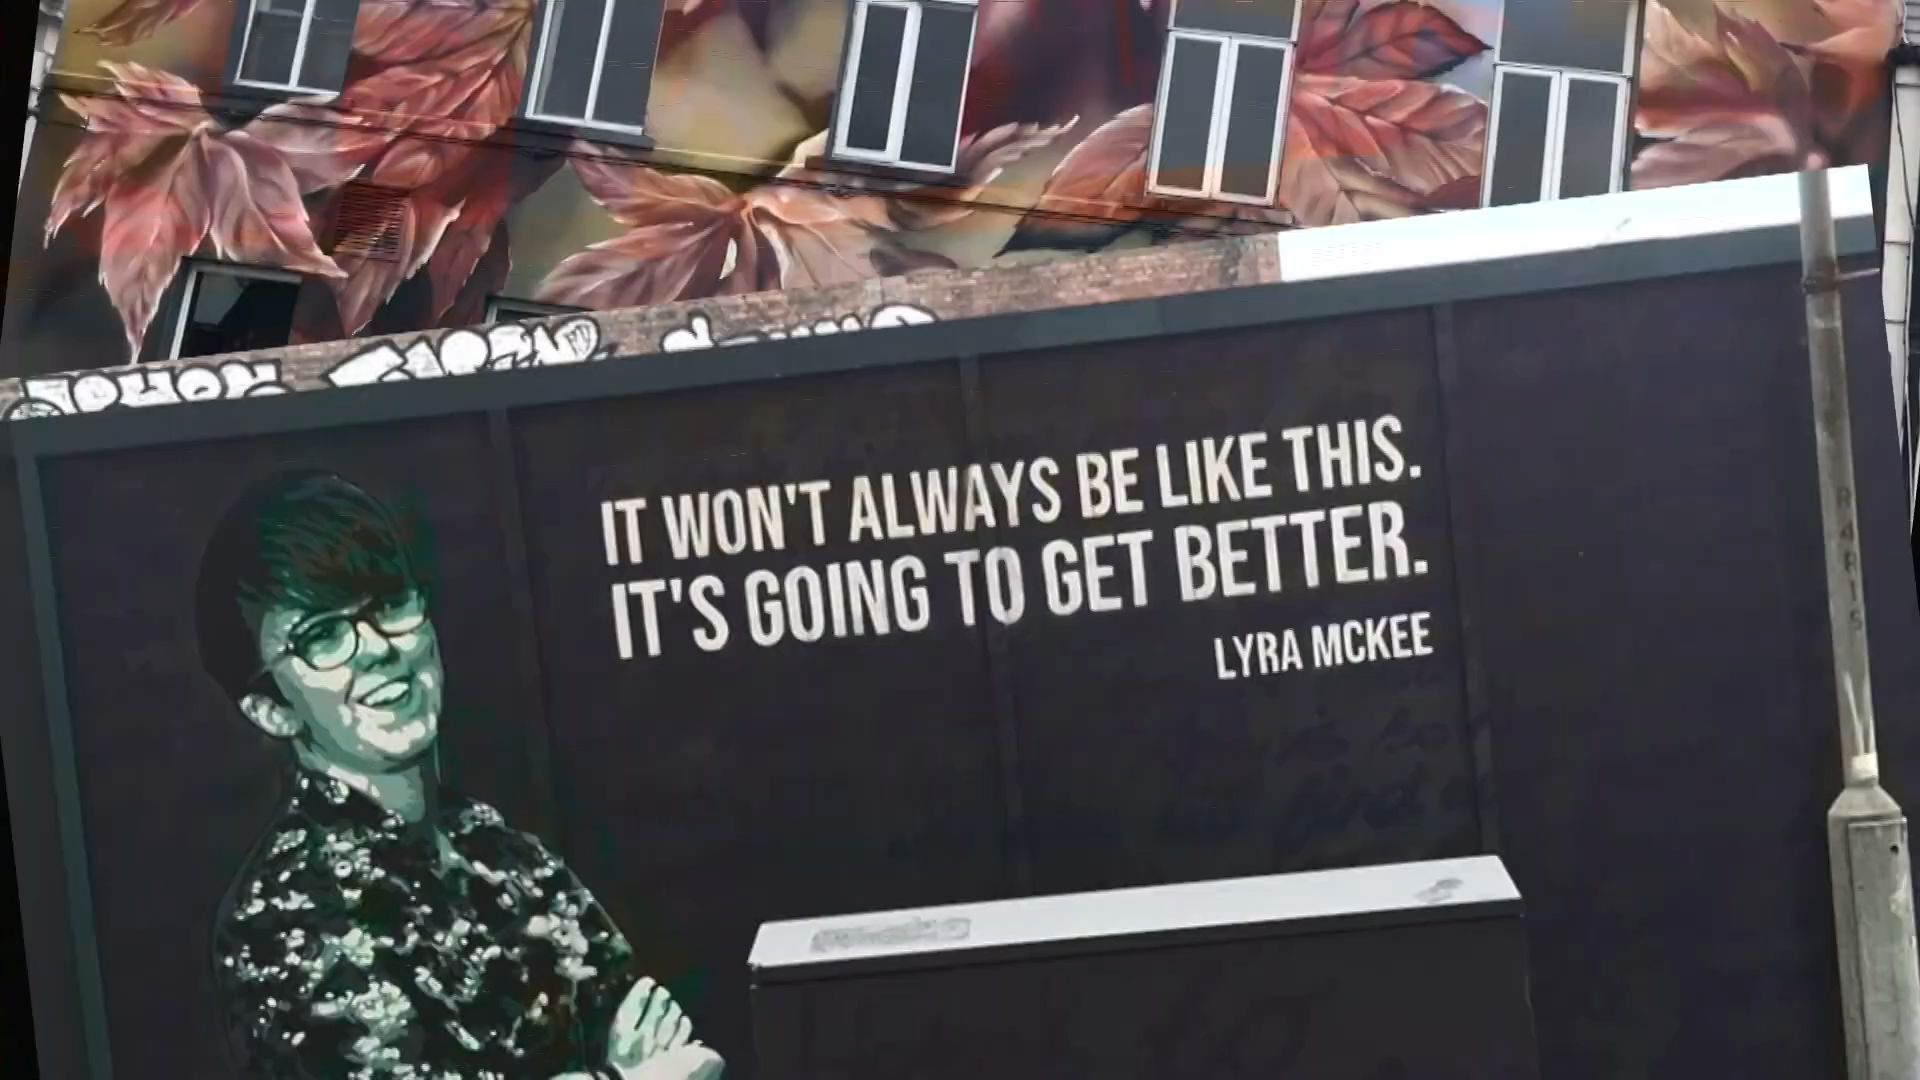 IT WON'T ALWAYS BE LIKE THIS.
IT'S GOING TO GET BETTER.
LYRA MCKEE